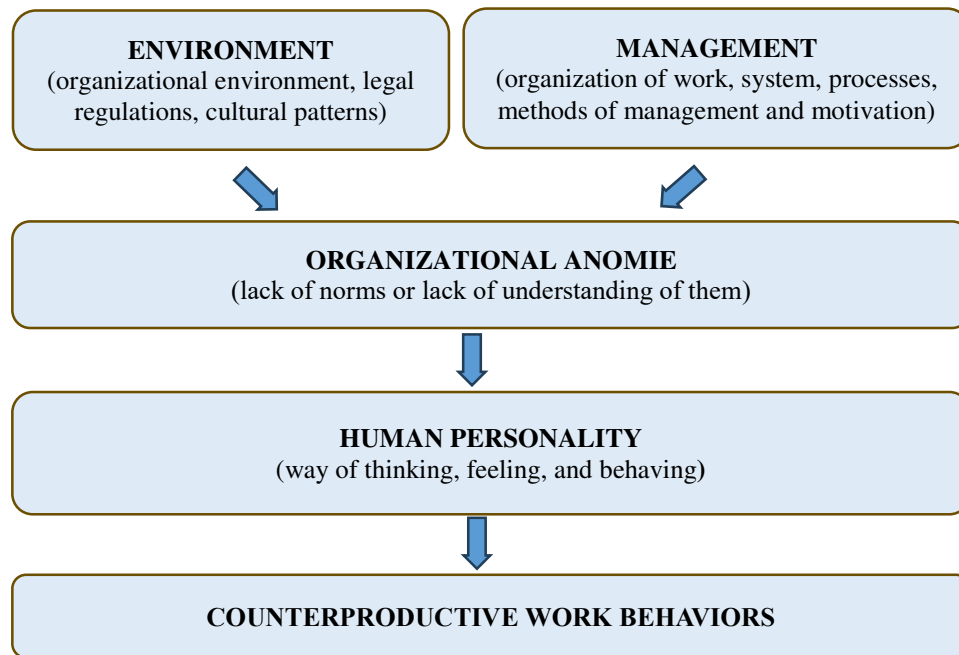 ENVIRONMENT
(organizational environment, legal
regulations, cultural patterns)
MANAGEMENT
(organization of work, system, processes,
methods of management and motivation)
ORGANIZATIONAL ANOMIE
(lack of norms or lack of understanding of them)
HUMAN PERSONALITY
(way of thinking, feeling, and behaving)
COUNTERPRODUCTIVE WORK BEHAVIORS